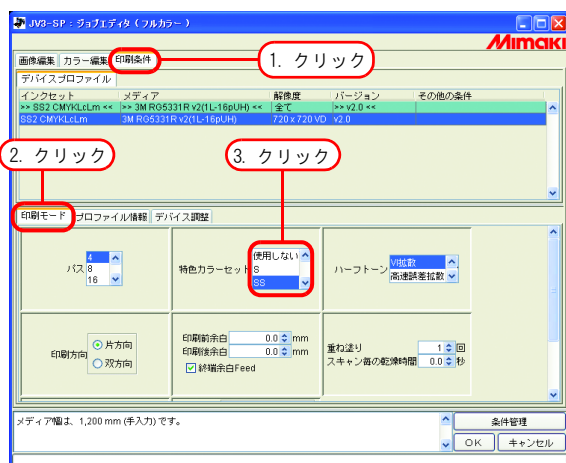 JV3-SP：ジョブエディタ（フルカラー）
Mimaki
画像編集 カラー編集 印刷条件
1. クリック
デバイスプロファイル
インクセット メディア 解像度 バージョン その他の条件
>> SS2 CMYKLcLm << >> 3M RG5331R v2(1L-16pUH) << 全て >> v2.0 <<
SS2 CMYKLcLm 3M RG5331R v2(1L-16pUH) 720 x 720 VD v2.0
2. クリック
3. クリック
印刷モード プロファイル情報 デバイス調整
パス 4
8
16
特色カラーセット 使用しない
S
SS
ハーフトーン V拡散
高速誤差拡散
印刷方向 片方向
双方向
印刷前余白 0.0 mm
印刷後余白 0.0 mm
終端余白Feed
重ね塗り 1 回
スキャン毎の乾燥時間 0.0 秒
メディア幅は、1,200 mm (手入力) です。
条件管理
OK キャンセル